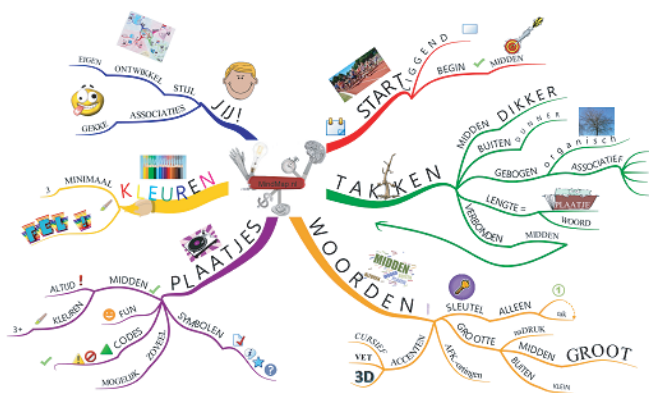 START
LIGGEND
BEGIN
MIDDEN
TAKKEN
MIDDEN DIKKER
BUITEN DUNNER
GEBOGEN
organisch
ASSOCIATIEF
LENGTE =
PLAATJE
WOORD
VERBONDEN
MIDDEN
WOORDEN
MIDDEN
SLEUTEL
ALLEEN
1
GROOTTE
MIDDEN
GROOT
BUITEN
KLEIN
AFK-ortingen
ACCENTEN
CURSIEF
VET
3D
PLAATJES
MIDDEN
ALTIJD !
KLEUREN
3+
FUN
CODES
ZOVEEL
MOGELIJK
SYMBOLEN
KLEUREN
MINIMAAL
3
JIJ!
STIJL
ONTWIKKEL
EIGEN
ASSOCIATIES
GEKKE